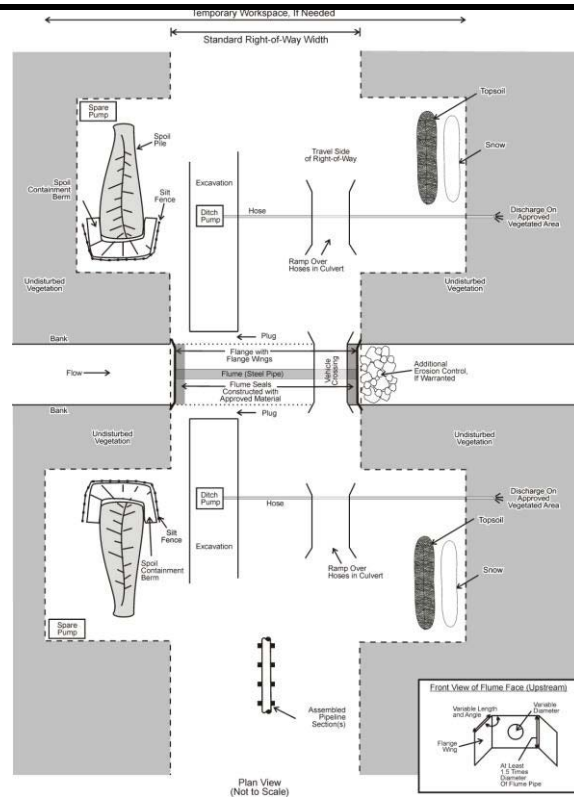 Temporary Workspace, If Needed
Standard Right-of-Way Width
Spare
Pump
Spoil
Pile
Spoil
Containment
Berm
Silt
Fence
Excavation
Ditch
Pump
Hose
Travel Side
of Right-of-Way
Ramp Over
Hoses in Culvert
Topsoil
Snow
Discharge On
Approved
Vegetated Area
Undisturbed
Vegetation
Undisturbed
Vegetation
Bank
Plug
Flow
Flange with
Flange Wings
Flume (Steel Pipe)
Flume Seals
Constructed with
Approved Material
Vehicle
Crossing
Additional
Erosion Control,
If Warranted
Bank
Plug
Undisturbed
Vegetation
Undisturbed
Vegetation
Ditch
Pump
Hose
Discharge On
Approved
Vegetated Area
Silt
Fence
Spoil
Containment
Berm
Excavation
Ramp Over
Hoses in Culvert
Topsoil
Snow
Spare
Pump
Assembled
Pipeline
Section(s)
Front View of Flume Face (Upstream)
Variable Length
and Angle
Variable
Diameter
Flange
Wing
At Least
1.5 Times
Diameter
Of Flume Pipe
Plan View
(Not to Scale)